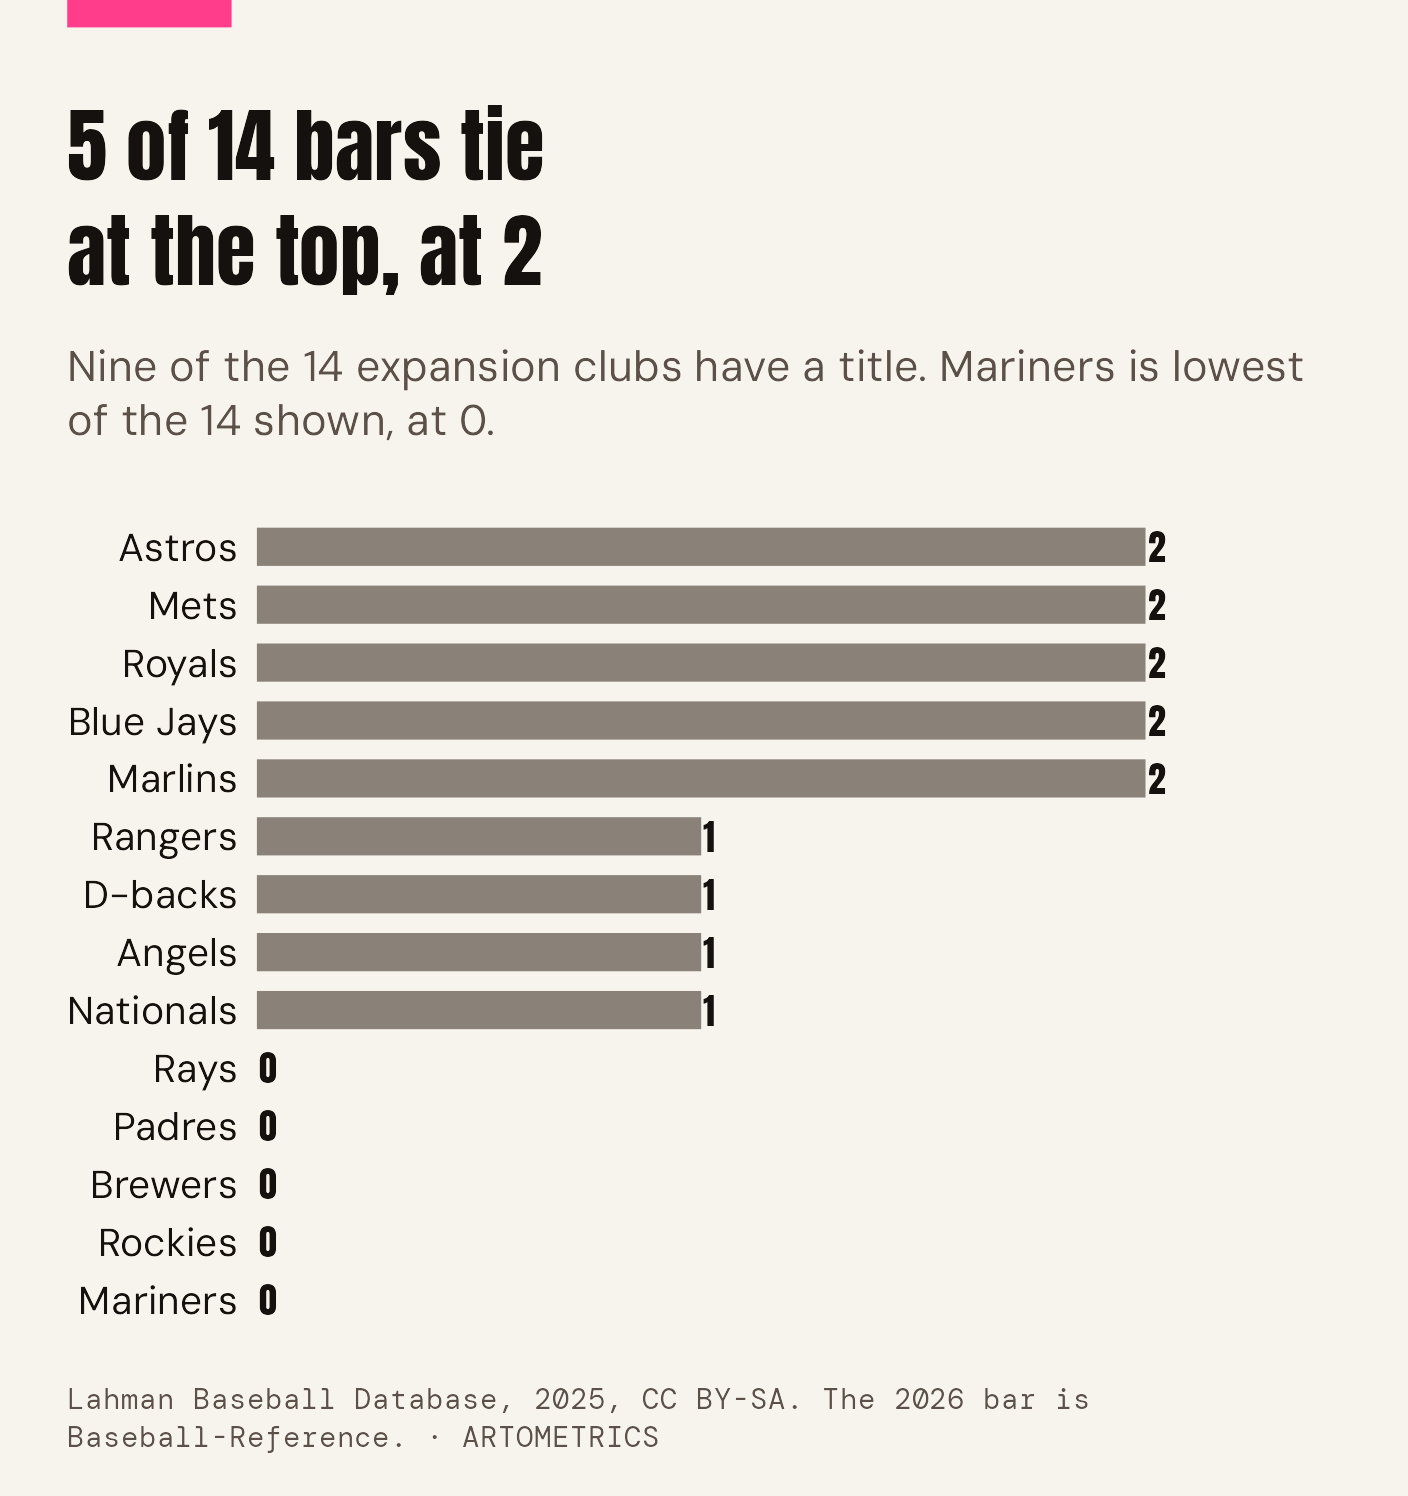 5 of 14 bars tie
at the top, at 2
Nine of the 14 expansion clubs have a title. Mariners is lowest
of the 14 shown, at 0.
Astros 2
Mets 2
Royals 2
Blue Jays 2
Marlins 2
Rangers 1
D-backs 1
Angels 1
Nationals 1
Rays 0
Padres 0
Brewers 0
Rockies 0
Mariners 0
Lahman Baseball Database, 2025, CC BY-SA. The 2026 bar is
Baseball-Reference. · ARTOMETRICS